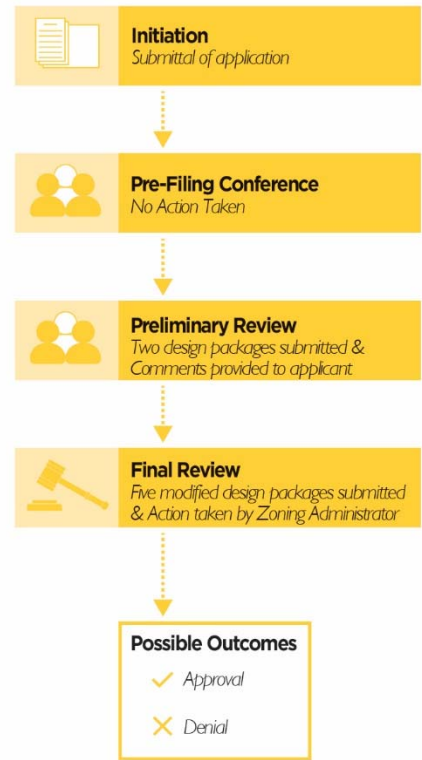 Initiation
Submittal of application
Pre-Filing Conference
No Action Taken
Preliminary Review
Two design packages submitted &
Comments provided to applicant
Final Review
Five modified design packages submitted
& Action taken by Zoning Administrator
Possible Outcomes
Approval
Denial